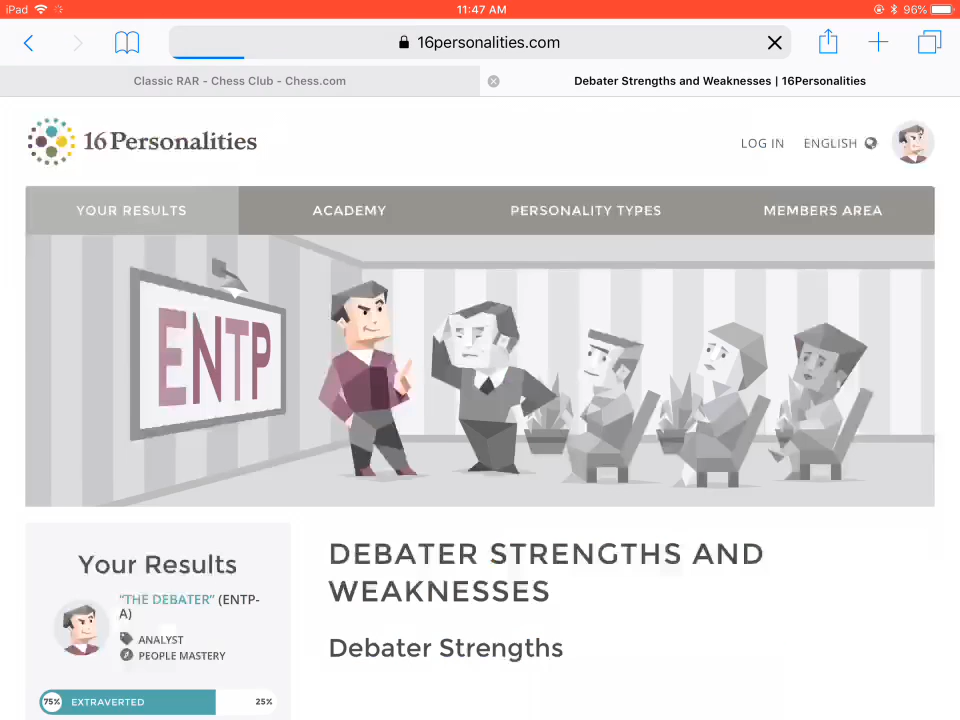 iPad 11:47 AM 96%
16personalities.com
Classic RAR - Chess Club - Chess.com Debater Strengths and Weaknesses | 16Personalities
16Personalities LOG IN ENGLISH
YOUR RESULTS ACADEMY PERSONALITY TYPES MEMBERS AREA
ENTP
Your Results
"THE DEBATER" (ENTP-
A)
ANALYST
PEOPLE MASTERY
75% EXTRAVERTED 25%
DEBATER STRENGTHS AND
WEAKNESSES
Debater Strengths